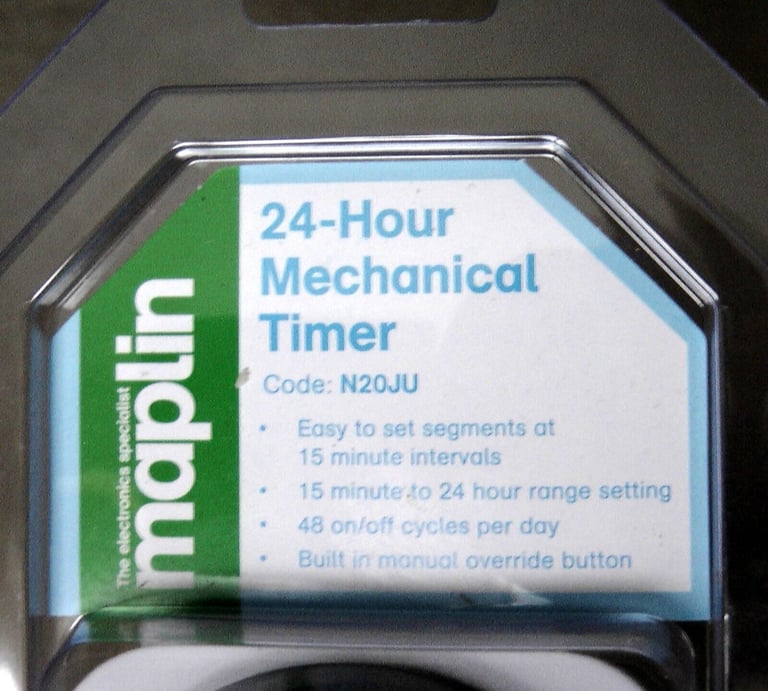 24-Hour
Mechanical
Timer
Code: N20JU
• Easy to set segments at
15 minute intervals
• 15 minute to 24 hour range setting
• 48 on/off cycles per day
• Built in manual override button
The electronics specialist
maplin